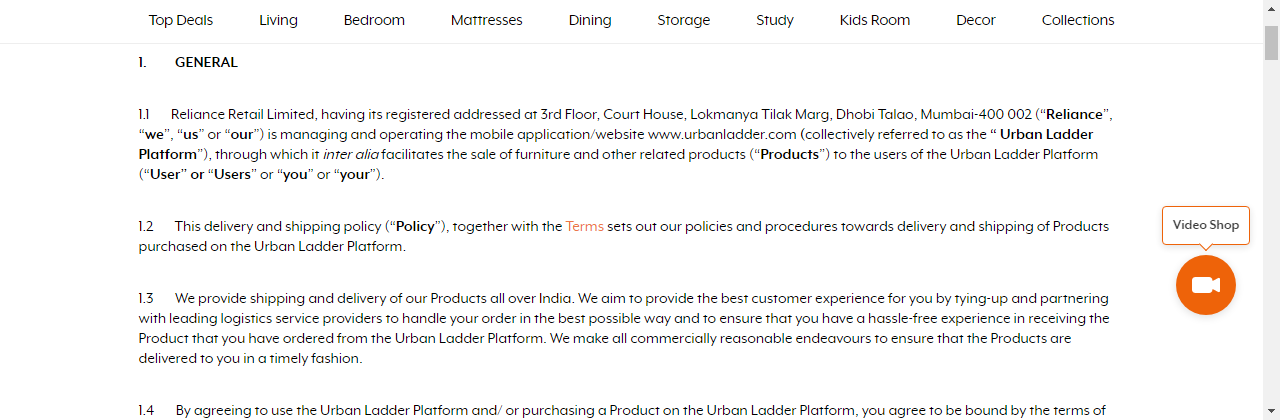 Top Deals Living Bedroom Mattresses Dining Storage Study Kids Room Decor Collections
1. GENERAL
1.1 Reliance Retail Limited, having its registered addressed at 3rd Floor, Court House, Lokmanya Tilak Marg, Dhobi Talao, Mumbai-400 002 (“Reliance”,
“we”, “us” or “our”) is managing and operating the mobile application/website www.urbanladder.com (collectively referred to as the “ Urban Ladder
Platform”), through which it inter alia facilitates the sale of furniture and other related products (“Products”) to the users of the Urban Ladder Platform
(“User” or “Users” or “you” or “your”).
1.2 This delivery and shipping policy (“Policy”), together with the Terms sets out our policies and procedures towards delivery and shipping of Products
purchased on the Urban Ladder Platform.
Video Shop
1.3 We provide shipping and delivery of our Products all over India. We aim to provide the best customer experience for you by tying-up and partnering
with leading logistics service providers to handle your order in the best possible way and to ensure that you have a hassle-free experience in receiving the
Product that you have ordered from the Urban Ladder Platform. We make all commercially reasonable endeavours to ensure that the Products are
delivered to you in a timely fashion.
1.4 By agreeing to use the Urban Ladder Platform and/ or purchasing a Product on the Urban Ladder Platform, you agree to be bound by the terms of